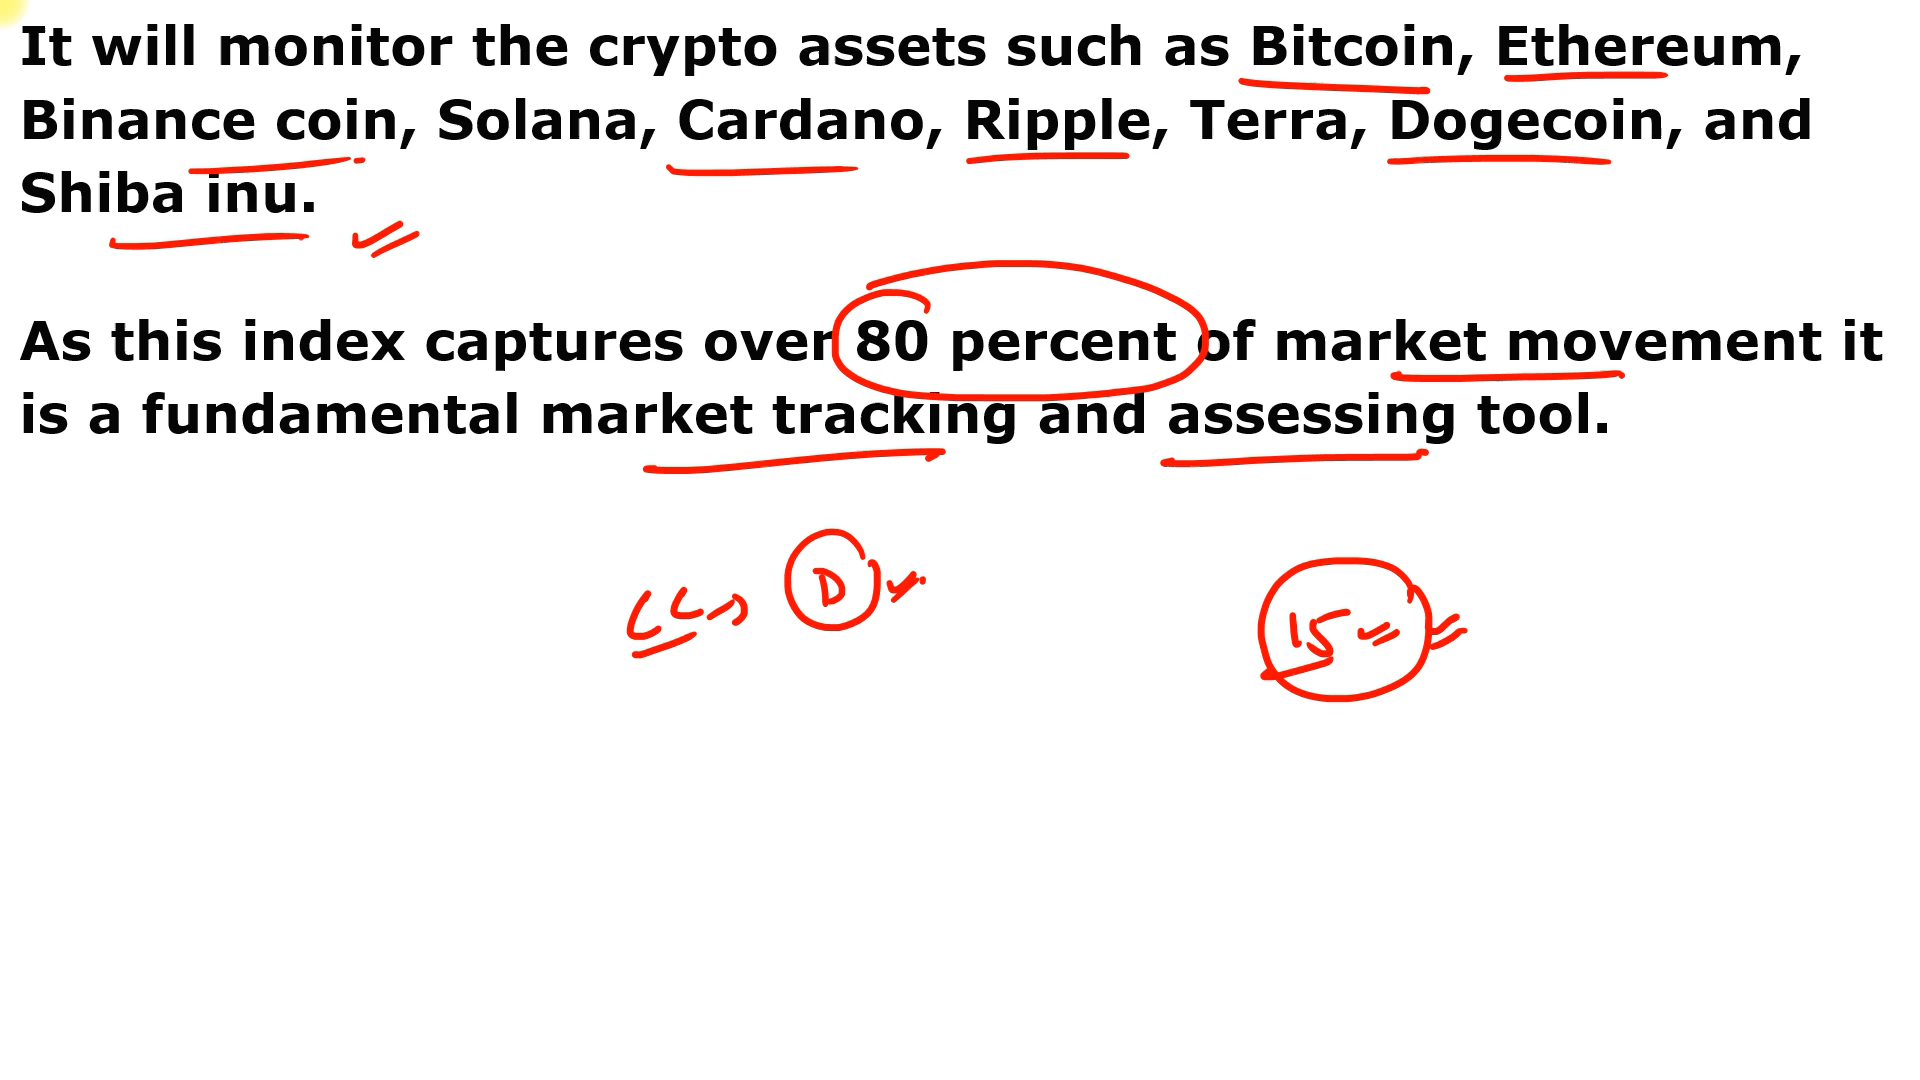 It will monitor the crypto assets such as Bitcoin, Ethereum,
Binance coin, Solana, Cardano, Ripple, Terra, Dogecoin, and
Shiba inu.
As this index captures over 80 percent of market movement it
is a fundamental market tracking and assessing tool.
D
15